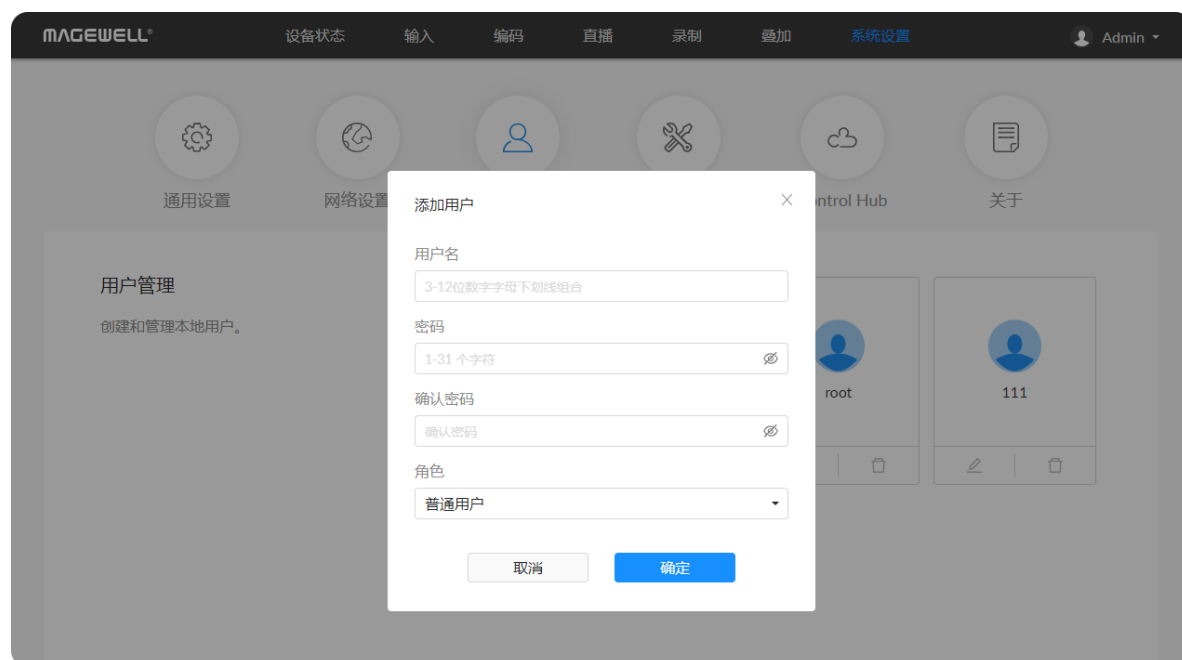 MAGEWELL® 设备状态 输入 编码 直播 录制 叠加 系统设置 Admin
通用设置 网络设置 ntrol Hub 关于
添加用户
用户名
3-12位数字字母下划线组合
密码
1-31 个字符
确认密码
确认密码
角色
普通用户
取消 确定
用户管理
创建和管理本地用户。
root 111